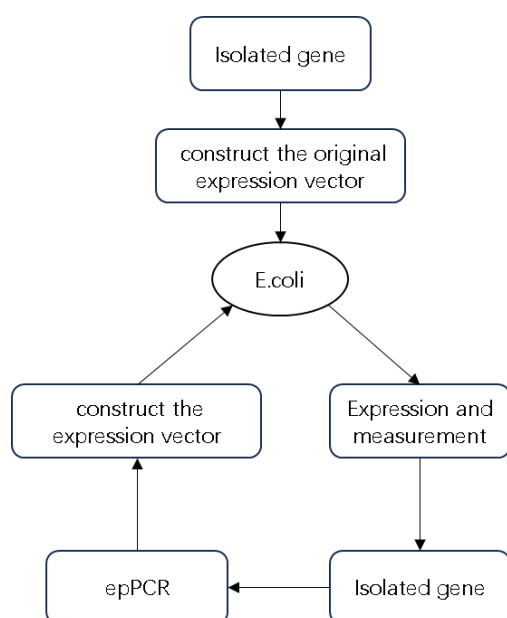 Isolated gene
construct the original
expression vector
E.coli
construct the
expression vector
Expression and
measurement
epPCR
Isolated gene